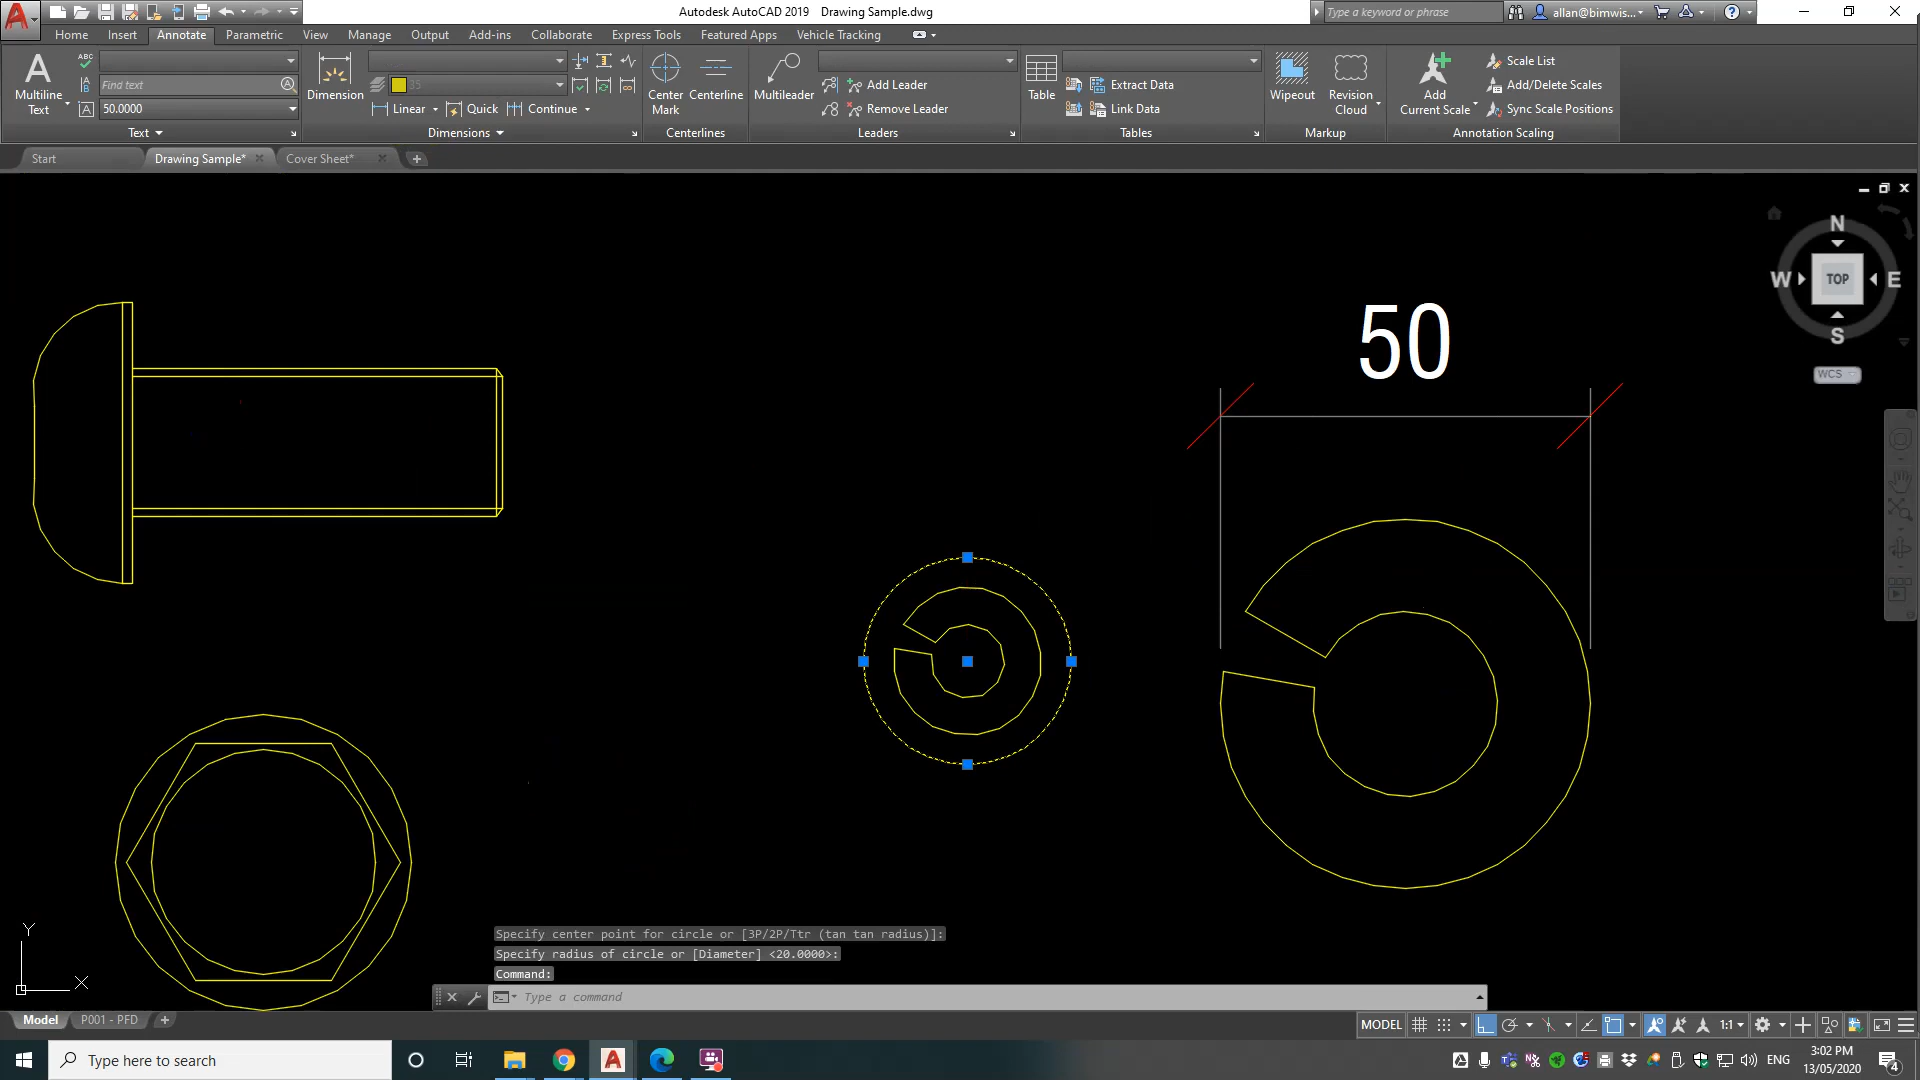 Autodesk AutoCAD 2019 Drawing Sample.dwg
Type a keyword or phrase
allan@bimwis...
Home Insert Annotate Parametric View Manage Output Add-ins Collaborate Express Tools Featured Apps Vehicle Tracking
A
Multiline
Text
ABC
Find text
50.0000
Text
Dimension
35
Linear Quick Continue
Dimensions
Center
Mark
Centerline
Centerlines
Multileader
Add Leader
Remove Leader
Leaders
Table
Extract Data
Link Data
Tables
Wipeout
Revision
Cloud
Markup
Add
Current Scale
Scale List
Add/Delete Scales
Sync Scale Positions
Annotation Scaling
Start Drawing Sample* Cover Sheet*
N
W TOP E
S
WCS
50
Y
X
Specify center point for circle or [3P/2P/Ttr (tan tan radius)]:
Specify radius of circle or [Diameter] <20.0000>:
Command:
Type a command
Model P001 - PFD
MODEL 1:1
Type here to search
ENG
3:02 PM
13/05/2020
4